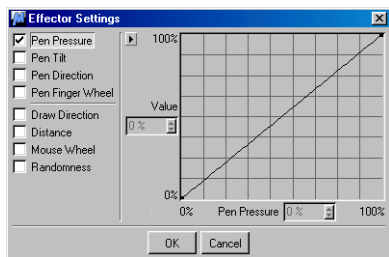 Effector Settings
Pen Pressure
Pen Tilt
Pen Direction
Pen Finger Wheel
Draw Direction
Distance
Mouse Wheel
Randomness
100%
Value
0 %
0%
0% Pen Pressure 0 % 100%
OK Cancel